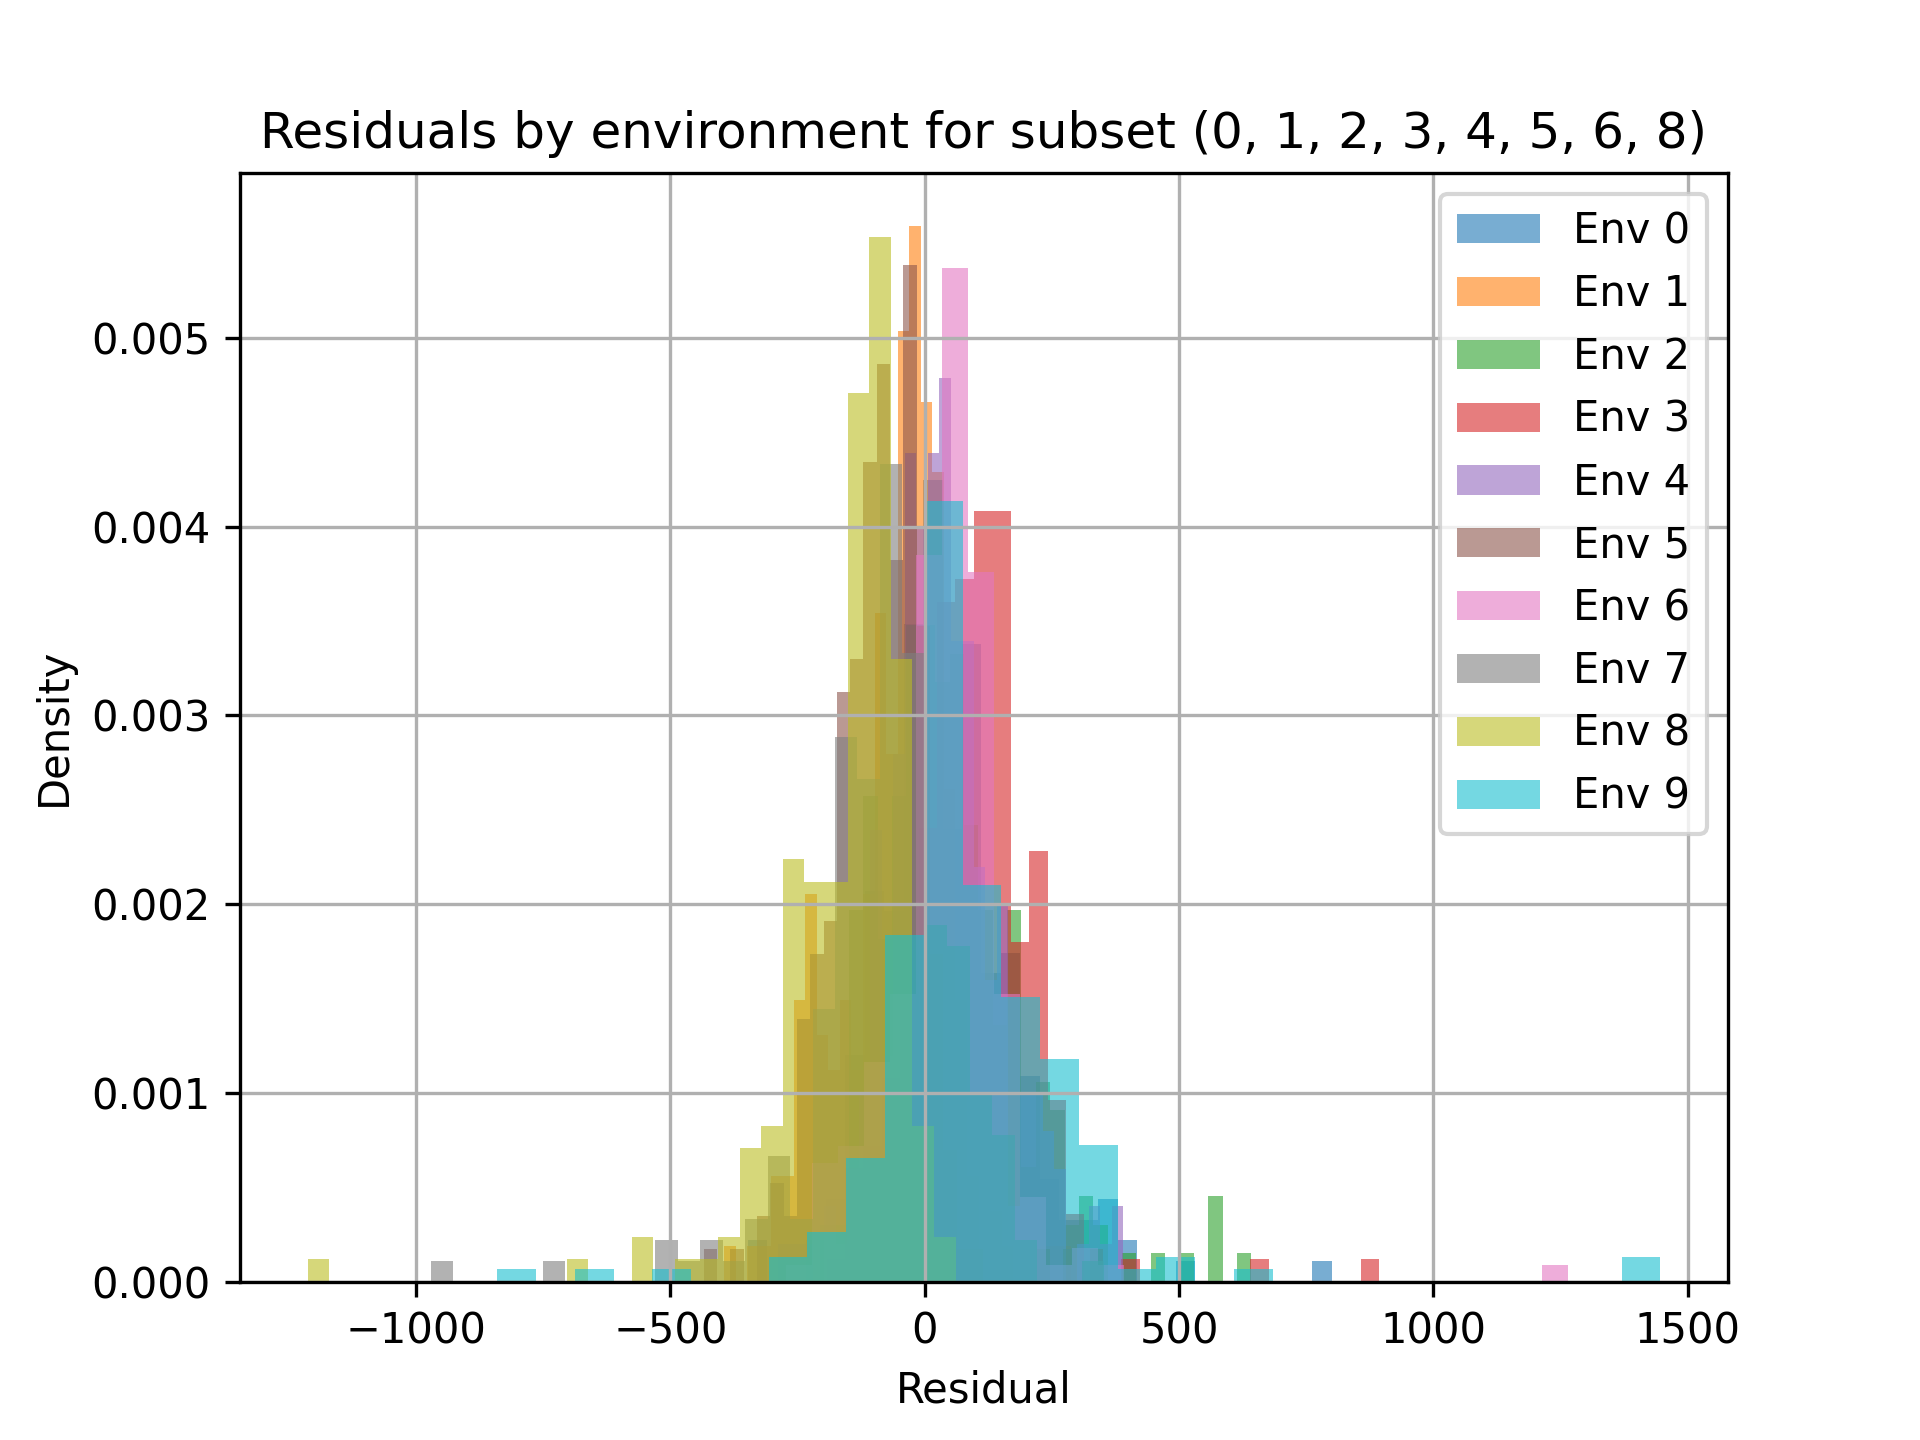 Residuals by environment for subset (0, 1, 2, 3, 4, 5, 6, 8)
Env 0
Env 1
Env 2
Env 3
Env 4
Env 5
Env 6
Env 7
Env 8
Env 9
Density
0.005
0.004
0.003
0.002
0.001
0.000
−1000 −500 0 500 1000 1500
Residual